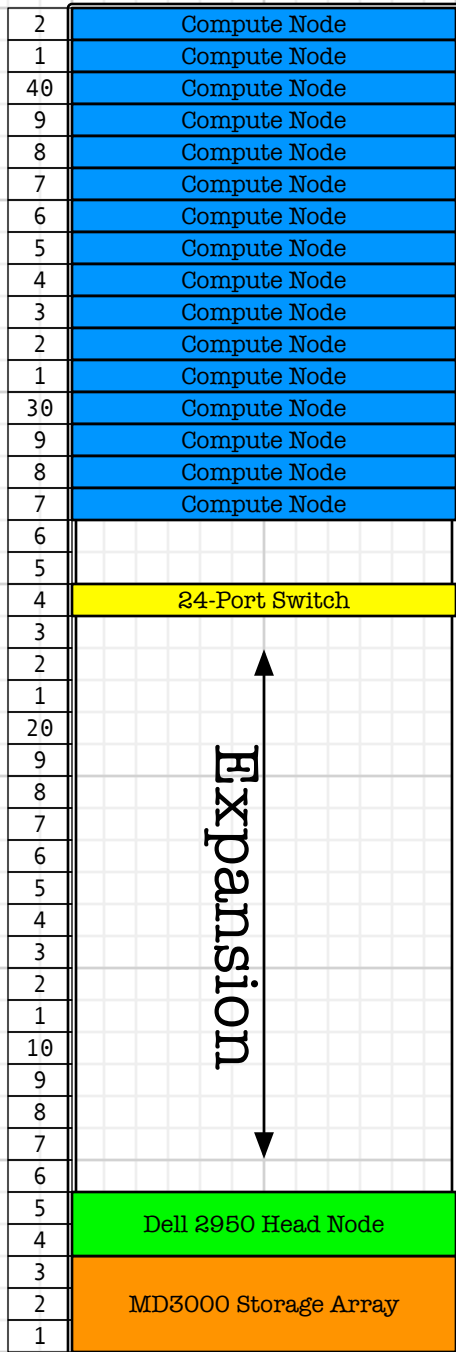 2 Compute Node
1 Compute Node
40 Compute Node
9 Compute Node
8 Compute Node
7 Compute Node
6 Compute Node
5 Compute Node
4 Compute Node
3 Compute Node
2 Compute Node
1 Compute Node
30 Compute Node
9 Compute Node
8 Compute Node
7 Compute Node
6
5
4 24-Port Switch
3
2
1
20
9
8
7
6
5
4
3
2
1
10
9
8
7
6
Expansion
5
Dell 2950 Head Node
4
3
2 MD3000 Storage Array
1